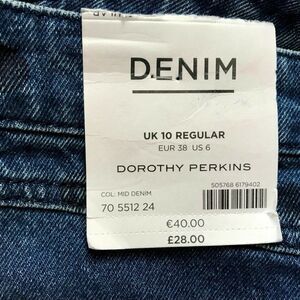 DENIM
UK 10 REGULAR
EUR 38 US 6
DOROTHY PERKINS
505768 6179402
COL: MID DENIM
70 5512 24
€40.00
£28.00